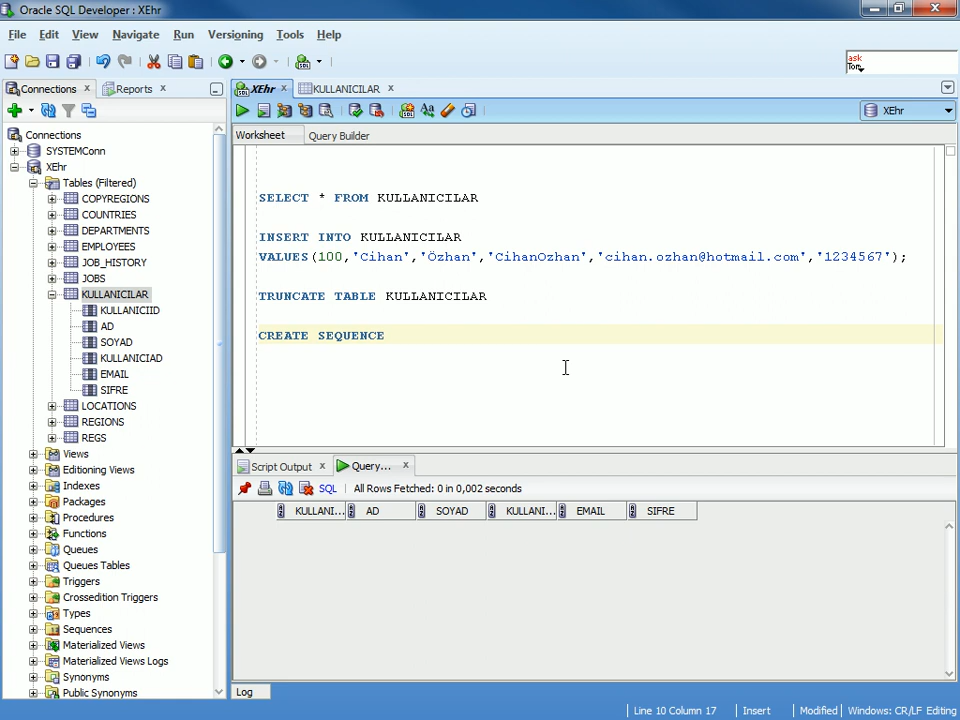 Oracle SQL Developer : XEhr
File Edit View Navigate Run Versioning Tools Help
ask
Tom
Connections
Reports
XEhr
KULLANICILAR
XEhr
Worksheet
Query Builder
Connections
SYSTEMConn
XEhr
Tables (Filtered)
COPYREGIONS
COUNTRIES
DEPARTMENTS
EMPLOYEES
JOB_HISTORY
JOBS
KULLANICILAR
KULLANICIID
AD
SOYAD
KULLANICIAD
EMAIL
SIFRE
LOCATIONS
REGIONS
REGS
Views
Editioning Views
Indexes
Packages
Procedures
Functions
Queues
Queues Tables
Triggers
Crossedition Triggers
Types
Sequences
Materialized Views
Materialized Views Logs
Synonyms
Public Synonyms
SELECT * FROM KULLANICILAR
INSERT INTO KULLANICILAR
VALUES(100,'Cihan','Özhan','CihanOzhan','cihan.ozhan@hotmail.com','1234567');
TRUNCATE TABLE KULLANICILAR
CREATE SEQUENCE
Script Output
Query...
SQL
All Rows Fetched: 0 in 0,002 seconds
KULLANI... AD SOYAD KULLANI... EMAIL SIFRE
Log
Line 10 Column 17
Insert
Modified
Windows: CR/LF Editing